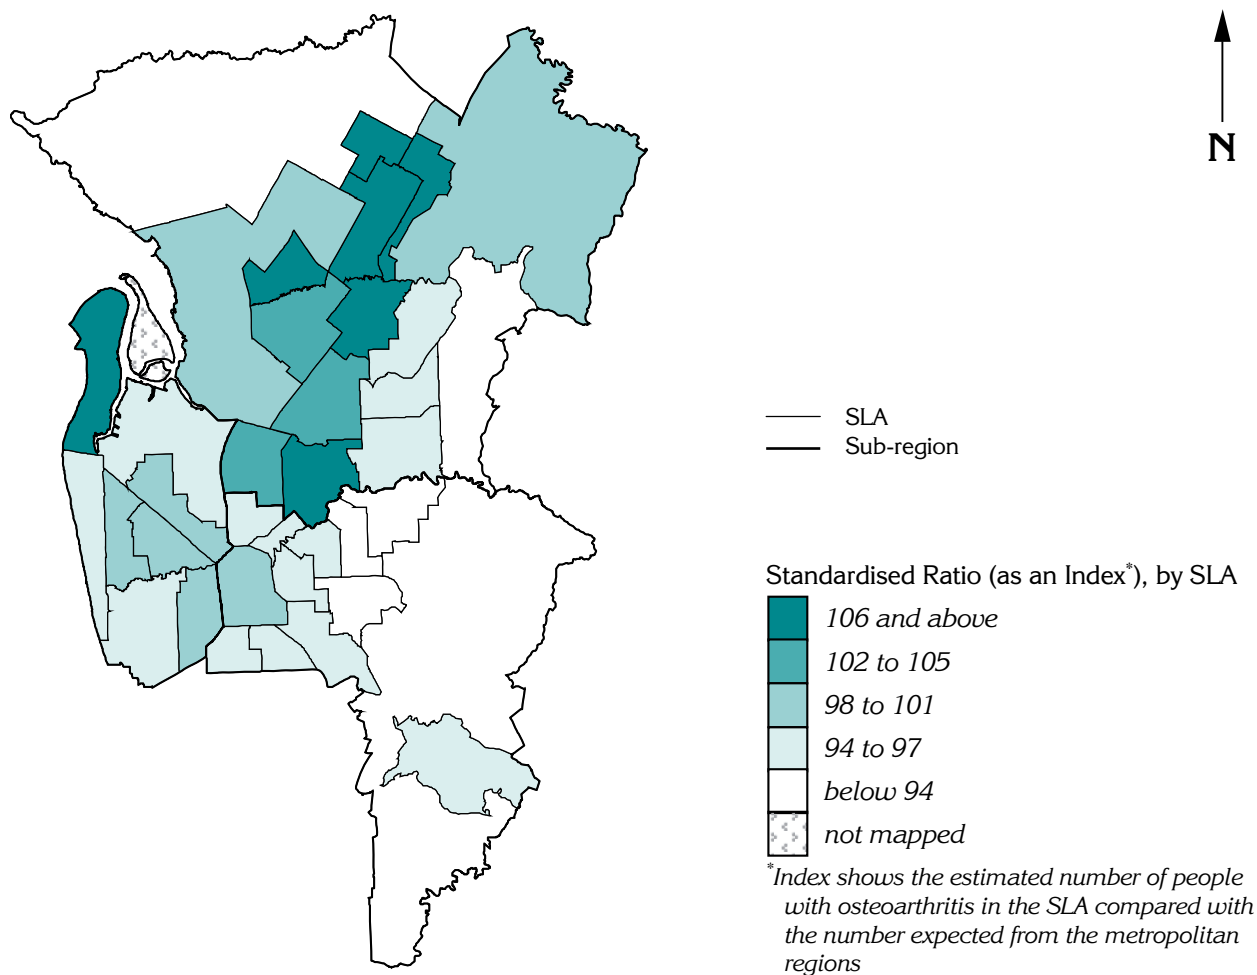 N
SLA
Sub-region
Standardised Ratio (as an Index*), by SLA
106 and above
102 to 105
98 to 101
94 to 97
below 94
not mapped
*Index shows the estimated number of people
with osteoarthritis in the SLA compared with
the number expected from the metropolitan
regions